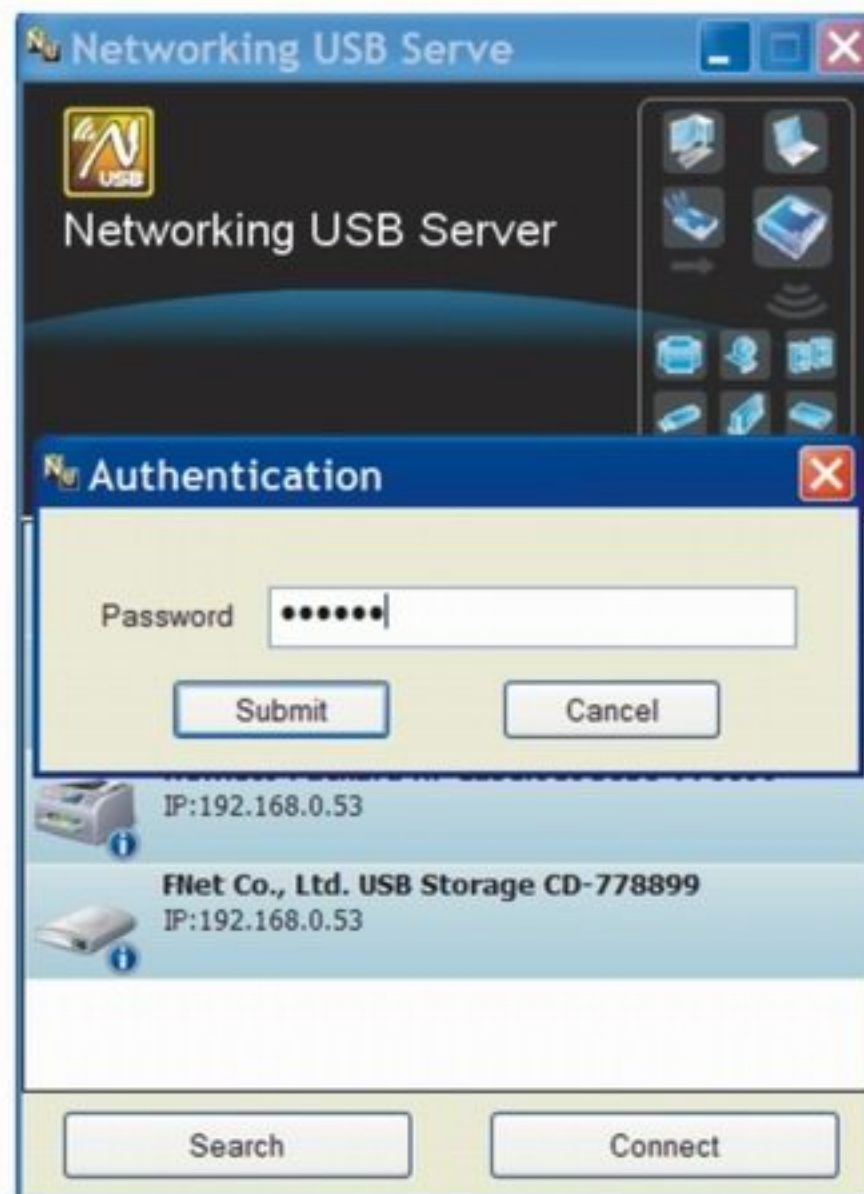 Networking USB Serve
USB
Networking USB Server
Authentication
Password ••••••
Submit Cancel
IP:192.168.0.53
FNet Co., Ltd. USB Storage CD-778899
IP:192.168.0.53
Search Connect